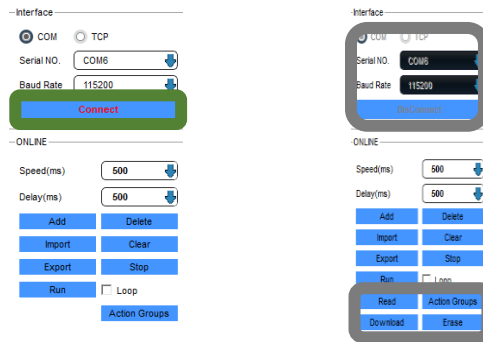 Interface
COM TCP
Serial NO. COM6
Baud Rate 115200
Connect
ONLINE
Speed(ms) 500
Delay(ms) 500
Add Delete
Import Clear
Export Stop
Run Loop
Action Groups
Interface
COM TCP
Serial NO. COM6
Baud Rate 115200
DisConnect
ONLINE
Speed(ms) 500
Delay(ms) 500
Add Delete
Import Clear
Export Stop
Run Loop
Read Action Groups
Download Erase